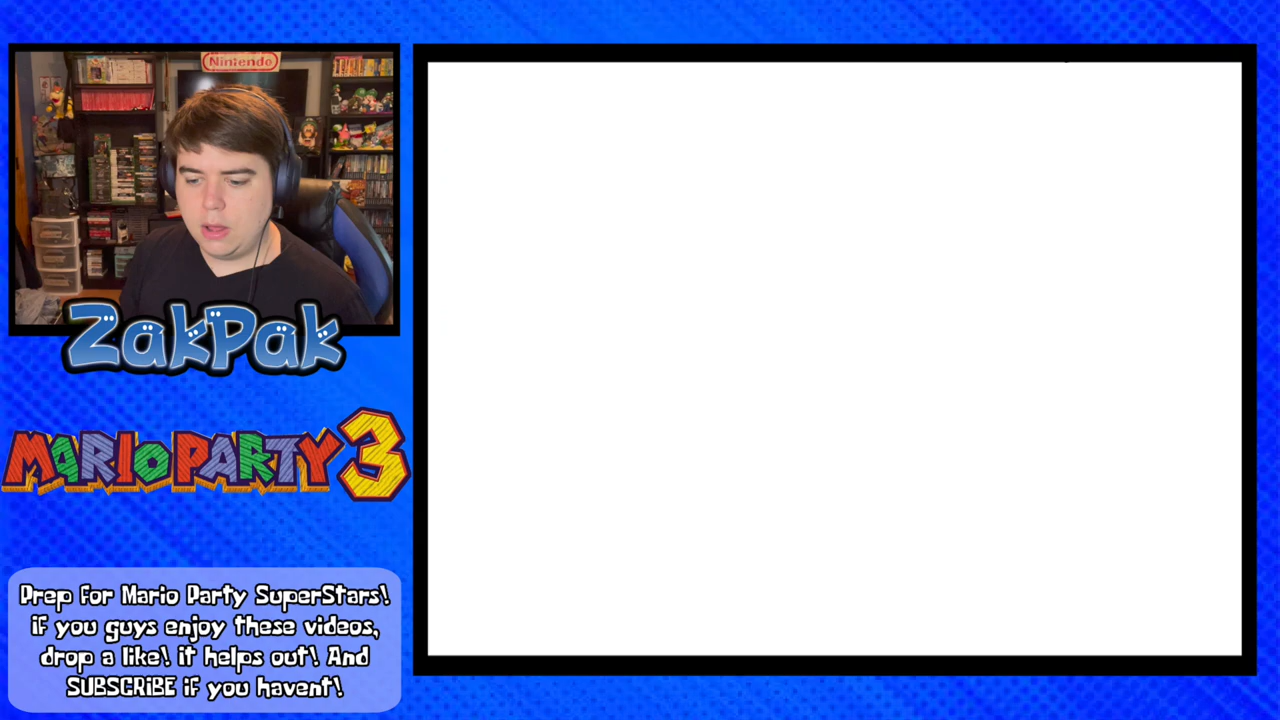 Nintendo
ZakPak
MARIO PARTY 3
Prep for Mario Party SuperStars!
if you guys enjoy these videos,
drop a like! it helps out! And
SUBSCRIBE if you havent!